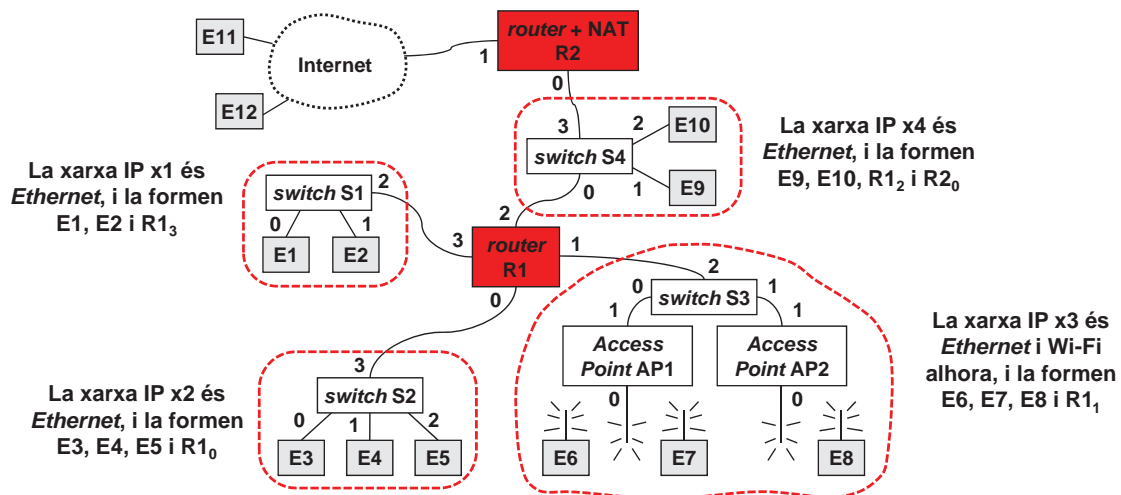 E11
E12
Internet
1
router + NAT
R2
0
3
2
E10
switch S4
1
E9
0
La xarxa IP x4 és
Ethernet, i la formen
E9, E10, R1₂ i R2₀
La xarxa IP x1 és
Ethernet, i la formen
E1, E2 i R1₃
switch S1
2
0
1
E1
E2
2
3
router
R1
1
0
La xarxa IP x2 és
Ethernet, i la formen
E3, E4, E5 i R1₀
3
switch S2
0
1
2
E3
E4
E5
2
0
switch S3
1
1
1
Access
Point AP1
Access
Point AP2
0
0
E6
E7
E8
La xarxa IP x3 és
Ethernet i Wi-Fi
alhora, i la formen
E6, E7, E8 i R1₁